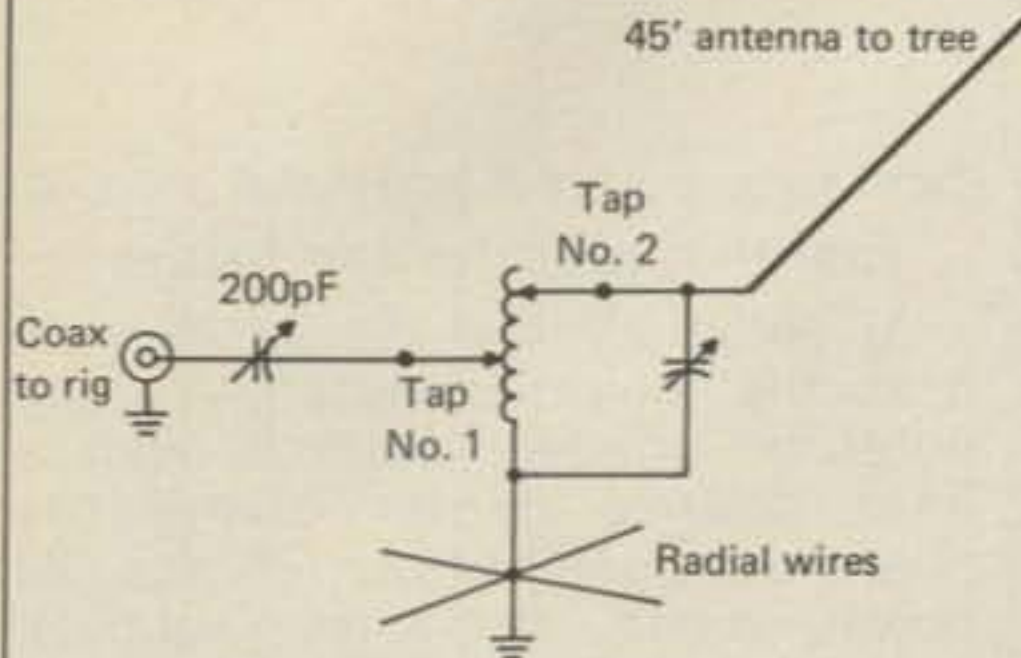 45' antenna to tree
Tap
No. 2
200pF
Coax
to rig
Tap
No. 1
Radial wires